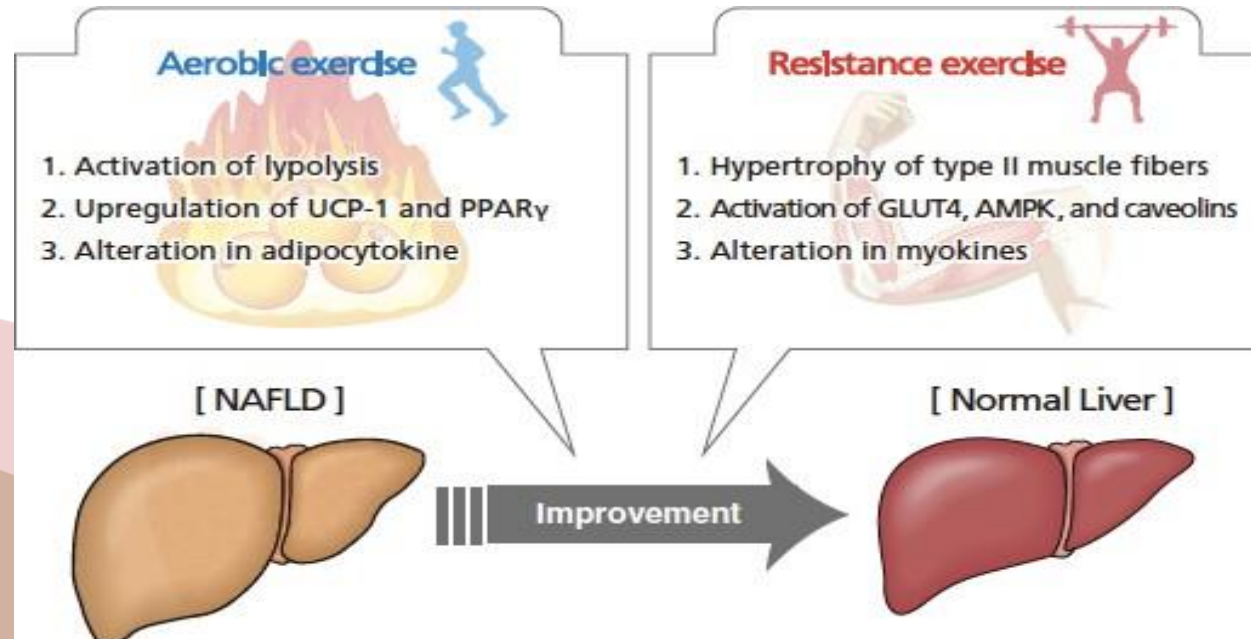 Aerobic exercise
1. Activation of lypolysis
2. Upregulation of UCP-1 and PPARγ
3. Alteration in adipocytokine
Resistance exercise
1. Hypertrophy of type II muscle fibers
2. Activation of GLUT4, AMPK, and caveolins
3. Alteration in myokines
[ NAFLD ]
[ Normal Liver ]
Improvement